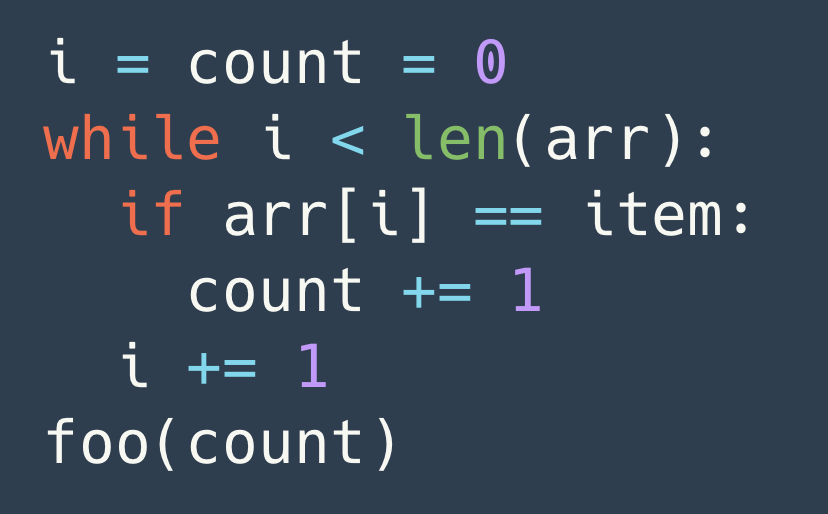 i = count = 0
while i < len(arr):
  if arr[i] == item:
    count += 1
  i += 1
foo(count)